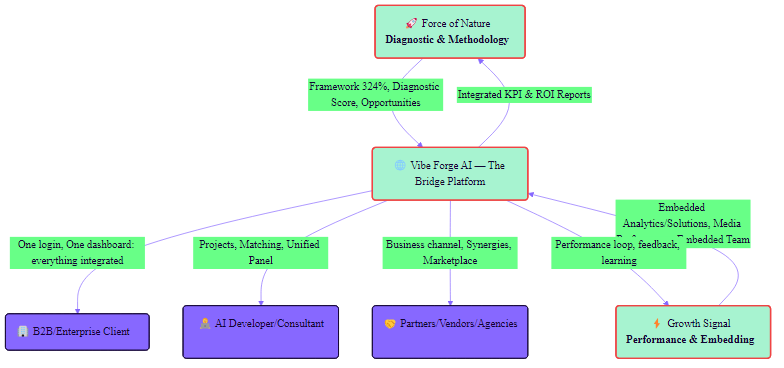 🚀 Force of Nature
Diagnostic & Methodology
Framework 324%, Diagnostic
Score, Opportunities
Integrated KPI & ROI Reports
🌐 Vibe Forge AI — The
Bridge Platform
One login, One dashboard:
everything integrated
Projects, Matching, Unified
Panel
Business channel, Synergies,
Marketplace
Performance loop, feedback,
learning
Embedded
Analytics/Solutions, Media
Embedded Team
🏢 B2B/Enterprise Client
AI Developer/Consultant
🤝 Partners/Vendors/Agencies
⚡ Growth Signal
Performance & Embedding